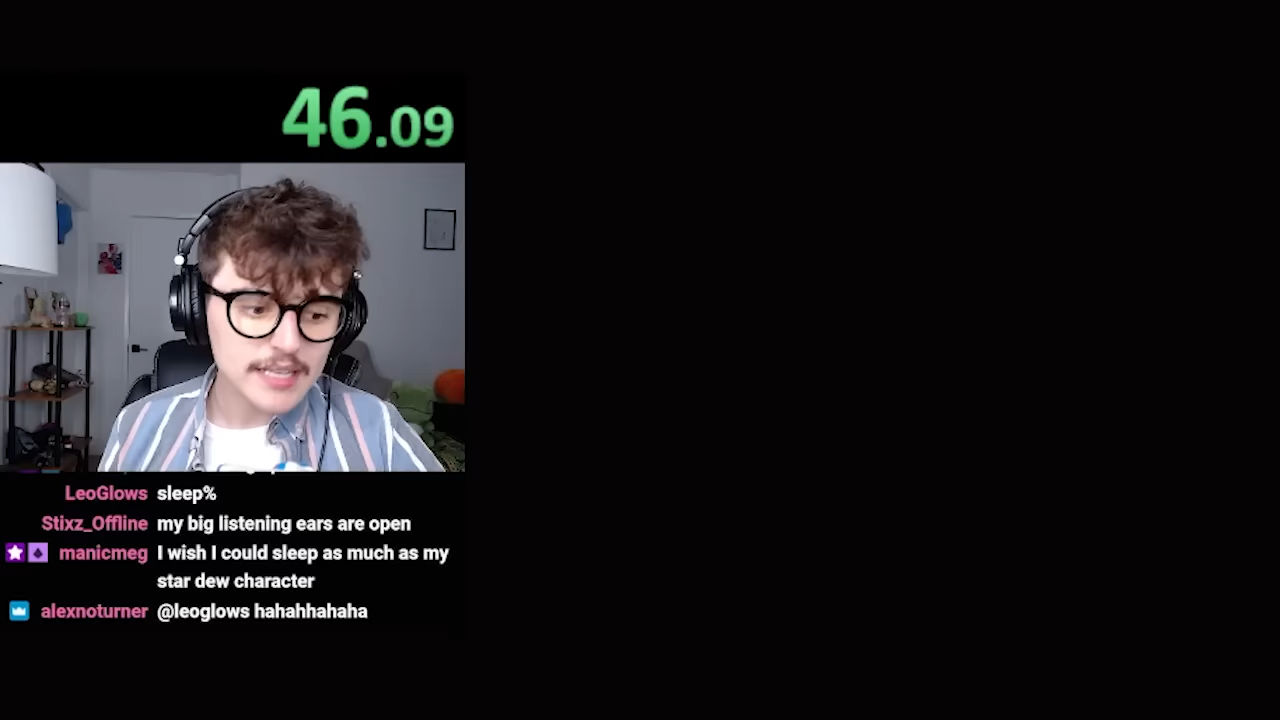 46.09
LeoGlows sleep%
Stixz_Offline my big listening ears are open
manicmeg I wish I could sleep as much as my
star dew character
alexnoturner @leoglows hahahhahaha